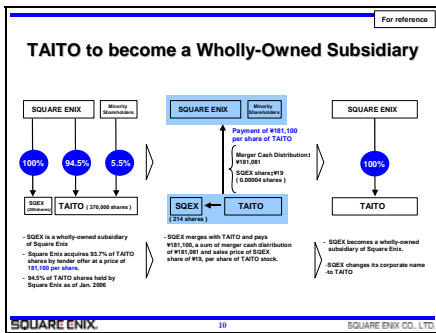 For reference
TAITO to become a Wholly-Owned Subsidiary
SQUARE ENIX
Minority
Shareholders
100%
94.5%
5.5%
SQEX
(200shares)
TAITO ( 370,000 shares )
- SQEX is a wholly-owned subsidiary
of Square Enix
- Square Enix acquires 93.7% of TAITO
shares by tender offer at a price of
181,100 per share.
- 94.5% of TAITO shares held by
Square Enix as of Jan. 2006
SQUARE ENIX
Minority
Shareholders
Payment of ¥181,100
per share of TAITO
Merger Cash Distribution:
¥181,081
SQEX share:¥19
( 0.00004 shares )
SQEX
TAITO
( 214 shares )
- SQEX merges with TAITO and pays
¥181,100, a sum of merger cash distribution
of ¥181,081 and sales price of SQEX
share of ¥19, per share of TAITO stock.
SQUARE ENIX
100%
TAITO
- SQEX becomes a wholly-owned
subsidiary of Square Enix.
-SQEX changes its corporate name
-to TAITO
SQUARE ENIX.
10
SQUARE ENIX CO., LTD.